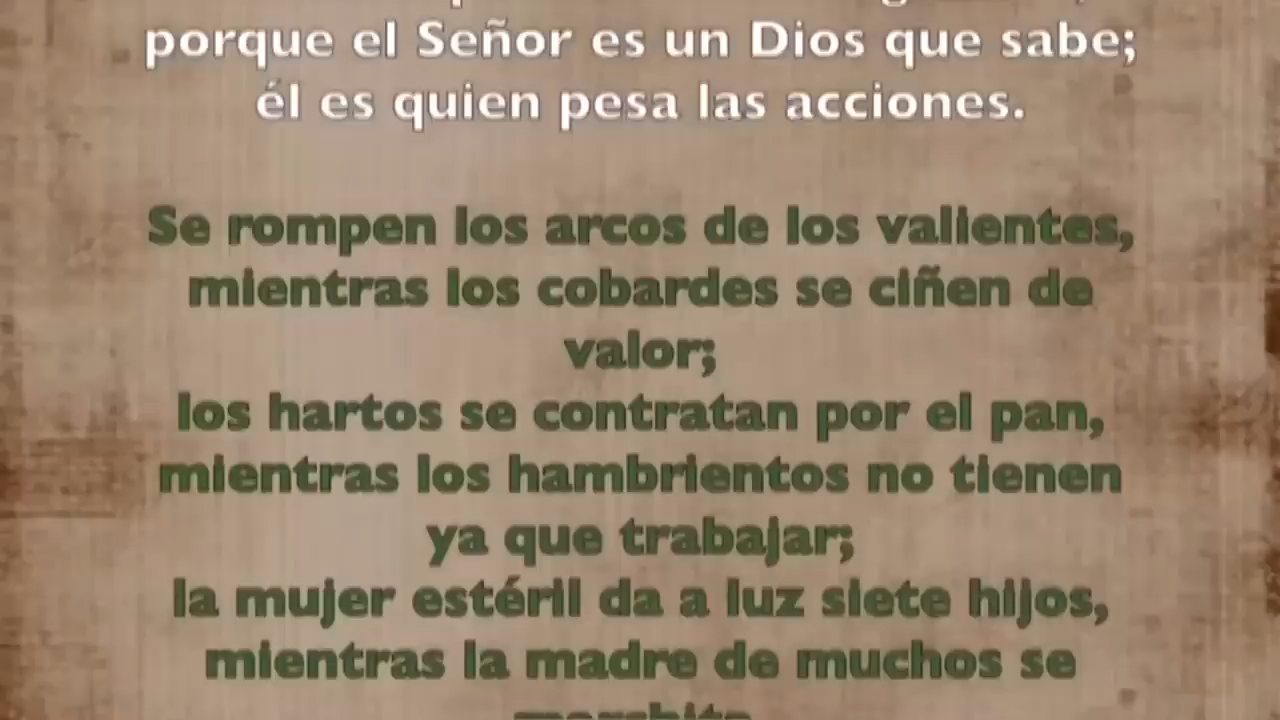 porque el Señor es un Dios que sabe;
él es quien pesa las acciones.
Se rompen los arcos de los valientes,
mientras los cobardes se ciñen de
valor;
los hartos se contratan por el pan,
mientras los hambrientos no tienen
ya que trabajar;
la mujer estéril da a luz siete hijos,
mientras la madre de muchos se